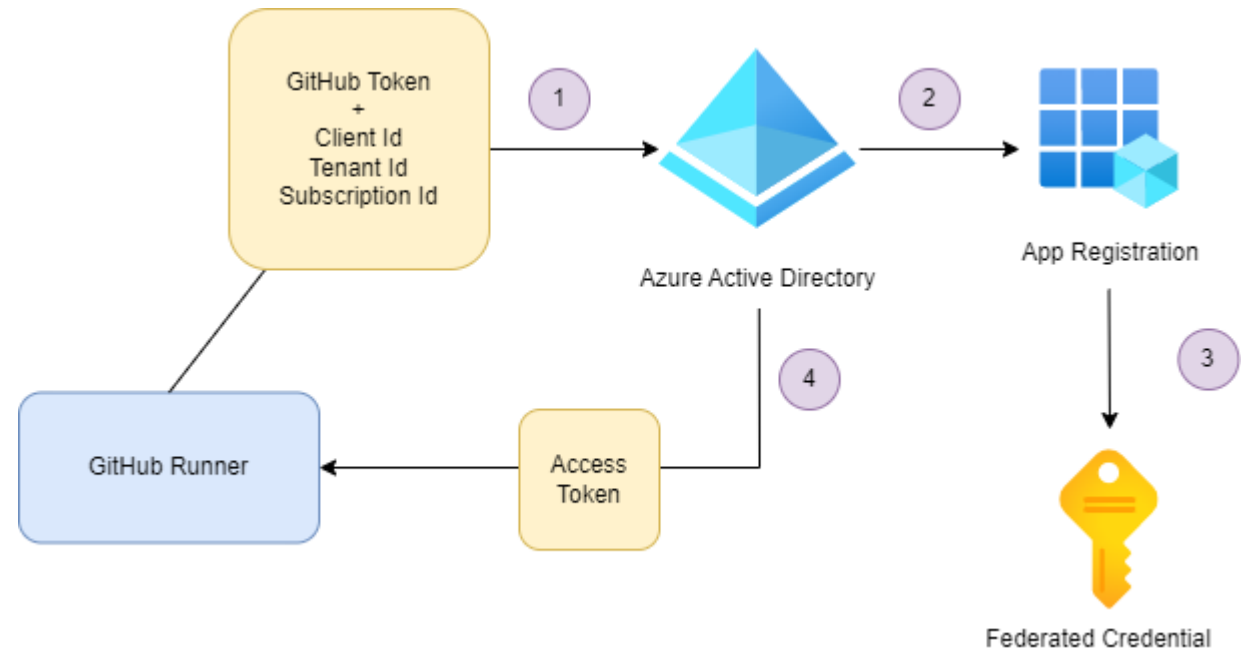 GitHub Token
+
Client Id
Tenant Id
Subscription Id
1
2
Azure Active Directory
App Registration
3
4
GitHub Runner
Access
Token
Federated Credential